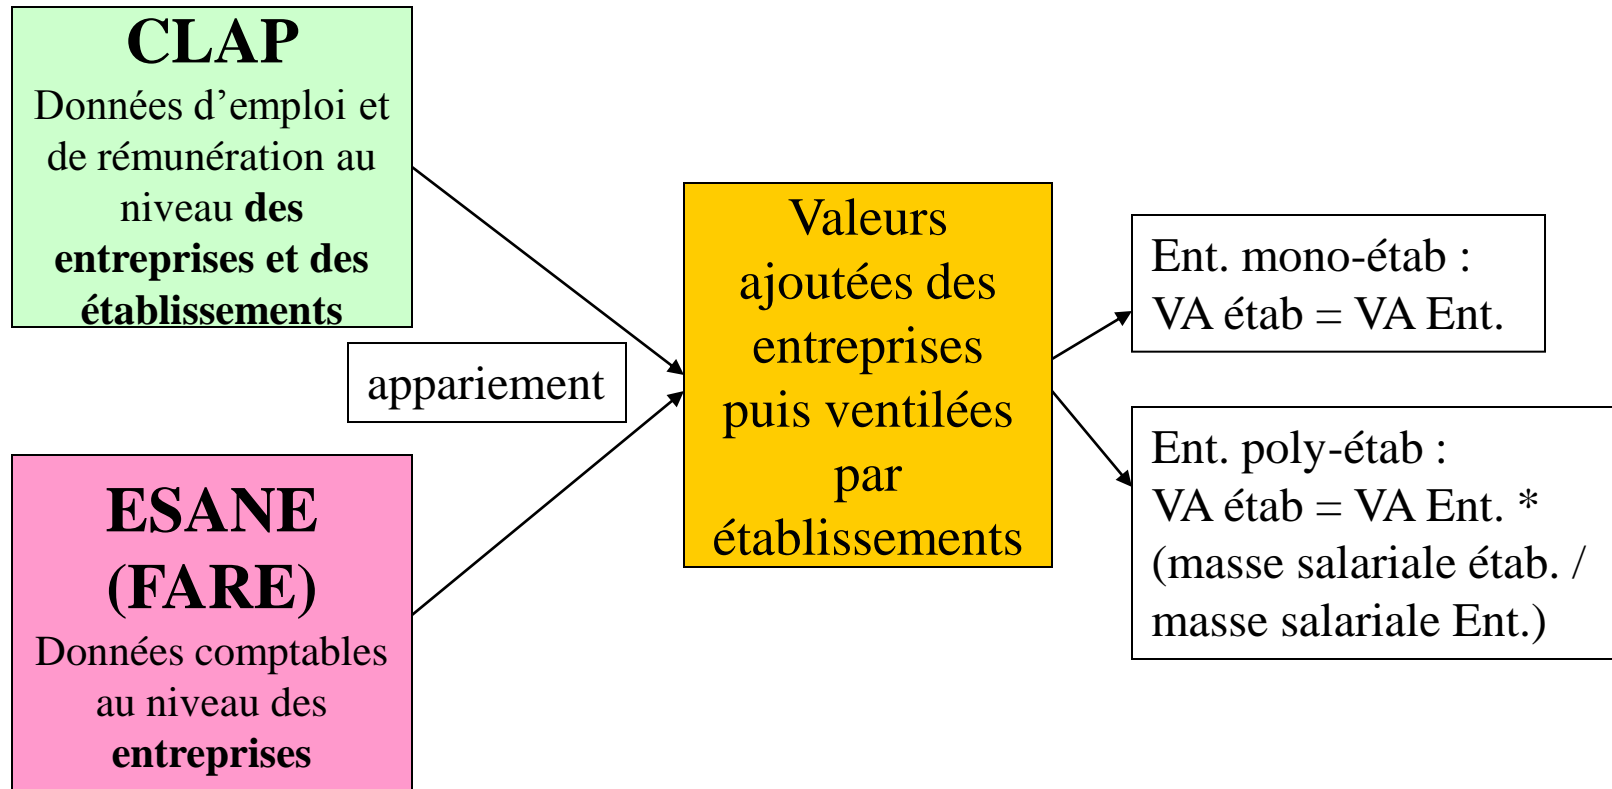 CLAP
Données d’emploi et
de rémunération au
niveau des
entreprises et des
établissements
appariement
ESANE
(FARE)
Données comptables
au niveau des
entreprises
Valeurs
ajoutées des
entreprises
puis ventilées
par
établissements
Ent. mono-étab :
VA étab = VA Ent.
Ent. poly-étab :
VA étab = VA Ent. *
(masse salariale étab. /
masse salariale Ent.)